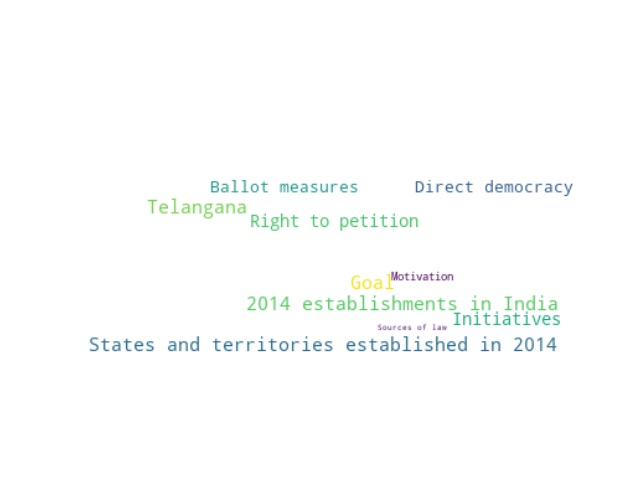 Ballot measures
Direct democracy
Telangana
Right to petition
Motivation
Goal
2014 establishments in India
Initiatives
Sources of law
States and territories established in 2014